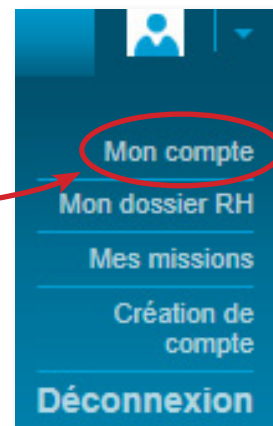 Mon compte
Mon dossier RH
Mes missions
Création de
compte
Déconnexion